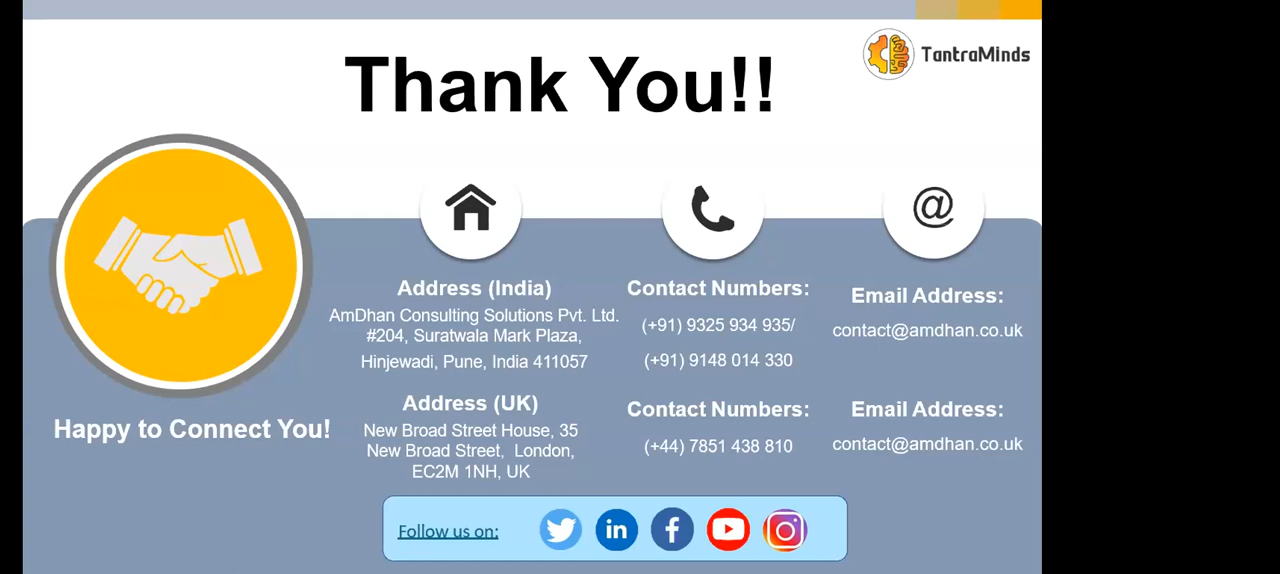 Thank You!!
TantraMinds
Address (India)
AmDhan Consulting Solutions Pvt. Ltd.
#204, Suratwala Mark Plaza,
Hinjewadi, Pune, India 411057
Contact Numbers:
(+91) 9325 934 935/
(+91) 9148 014 330
Email Address:
contact@amdhan.co.uk
Happy to Connect You!
Address (UK)
New Broad Street House, 35
New Broad Street, London,
EC2M 1NH, UK
Contact Numbers:
(+44) 7851 438 810
Email Address:
contact@amdhan.co.uk
Follow us on: